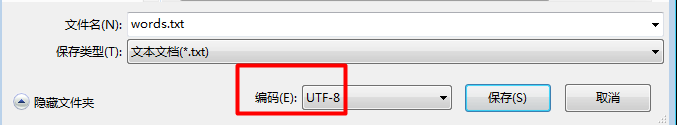 文件名(N): words.txt
保存类型(T): 文本文档(*.txt)
隐藏文件夹 编码(E): UTF-8 保存(S) 取消